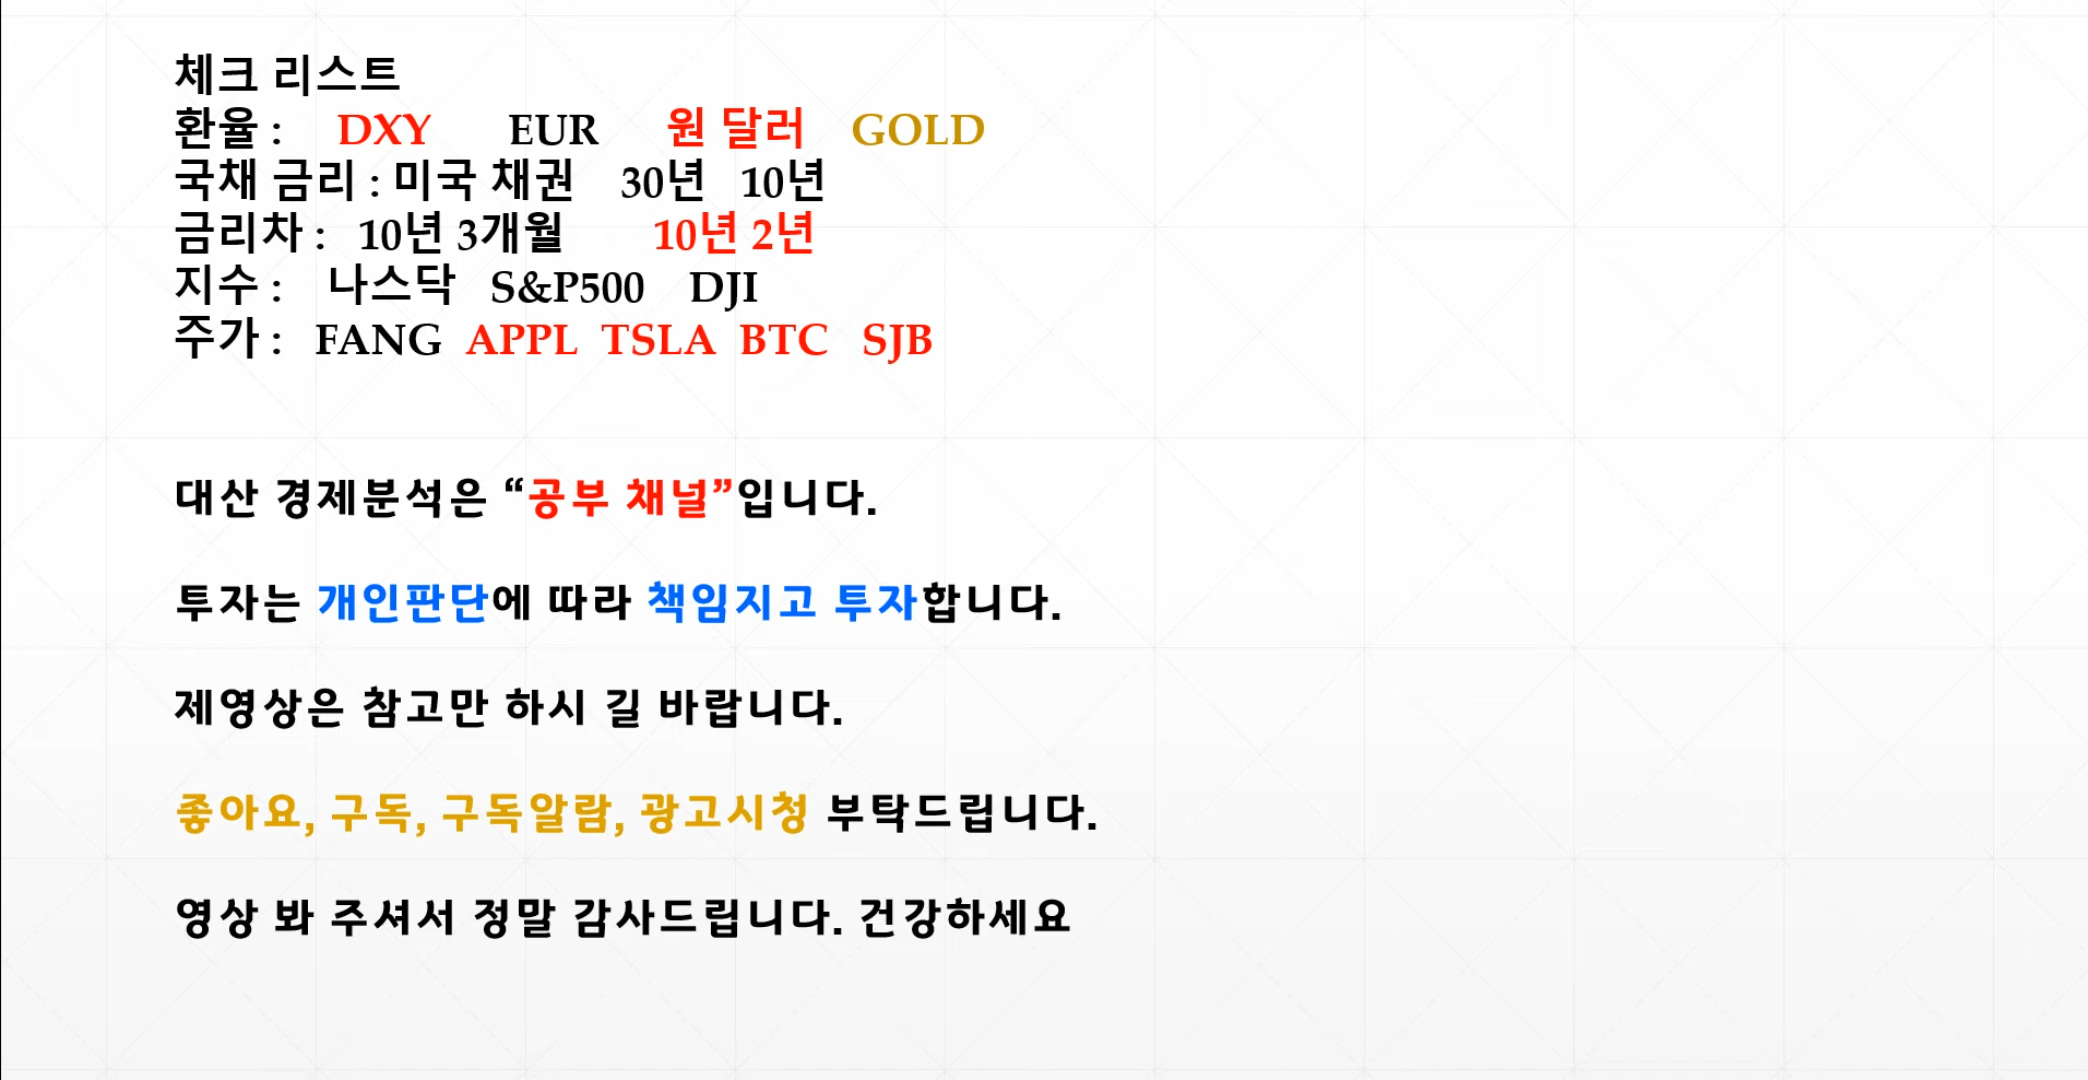 체크 리스트
환율 : DXY EUR 원 달러 GOLD
국채 금리 : 미국 채권 30년 10년
금리차 : 10년 3개월 10년 2년
지수 : 나스닥 S&P500 DJI
주가 : FANG APPL TSLA BTC SJB
대산 경제분석은 “공부 채널”입니다.
투자는 개인판단에 따라 책임지고 투자합니다.
제영상은 참고만 하시 길 바랍니다.
좋아요, 구독, 구독알람, 광고시청 부탁드립니다.
영상 봐 주셔서 정말 감사드립니다. 건강하세요